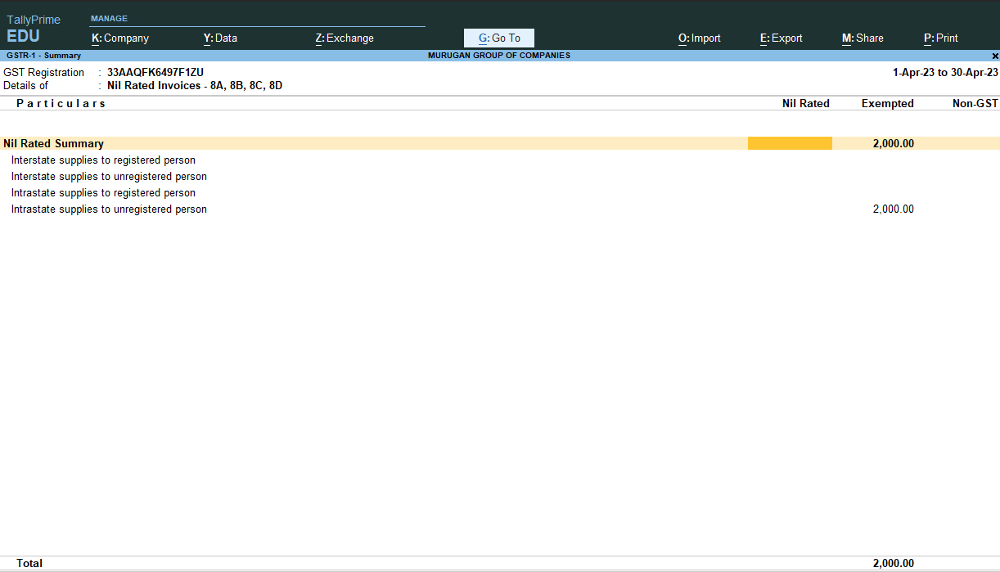 TallyPrime
EDU
MANAGE
K: Company Y: Data Z: Exchange G: Go To O: Import E: Export M: Share P: Print
GSTR-1 - Summary MURUGAN GROUP OF COMPANIES x
GST Registration : 33AAQFK6497F1ZU 1-Apr-23 to 30-Apr-23
Details of : Nil Rated Invoices - 8A, 8B, 8C, 8D
Particulars Nil Rated Exempted Non-GST
Nil Rated Summary 2,000.00
Interstate supplies to registered person
Interstate supplies to unregistered person
Intrastate supplies to registered person
Intrastate supplies to unregistered person 2,000.00
Total 2,000.00